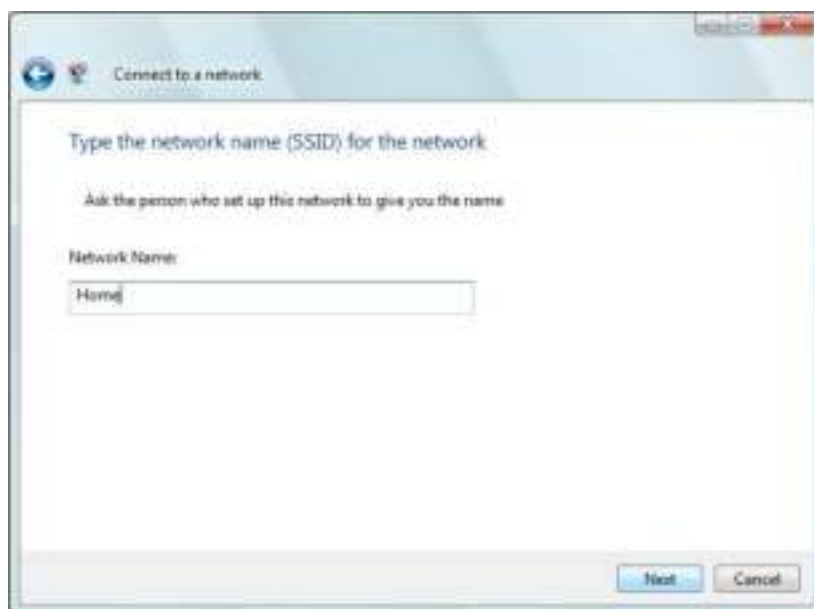 Connect to a network
Type the network name (SSID) for the network
Ask the person who set up this network to give you the name
Network Name:
Home
Next
Cancel